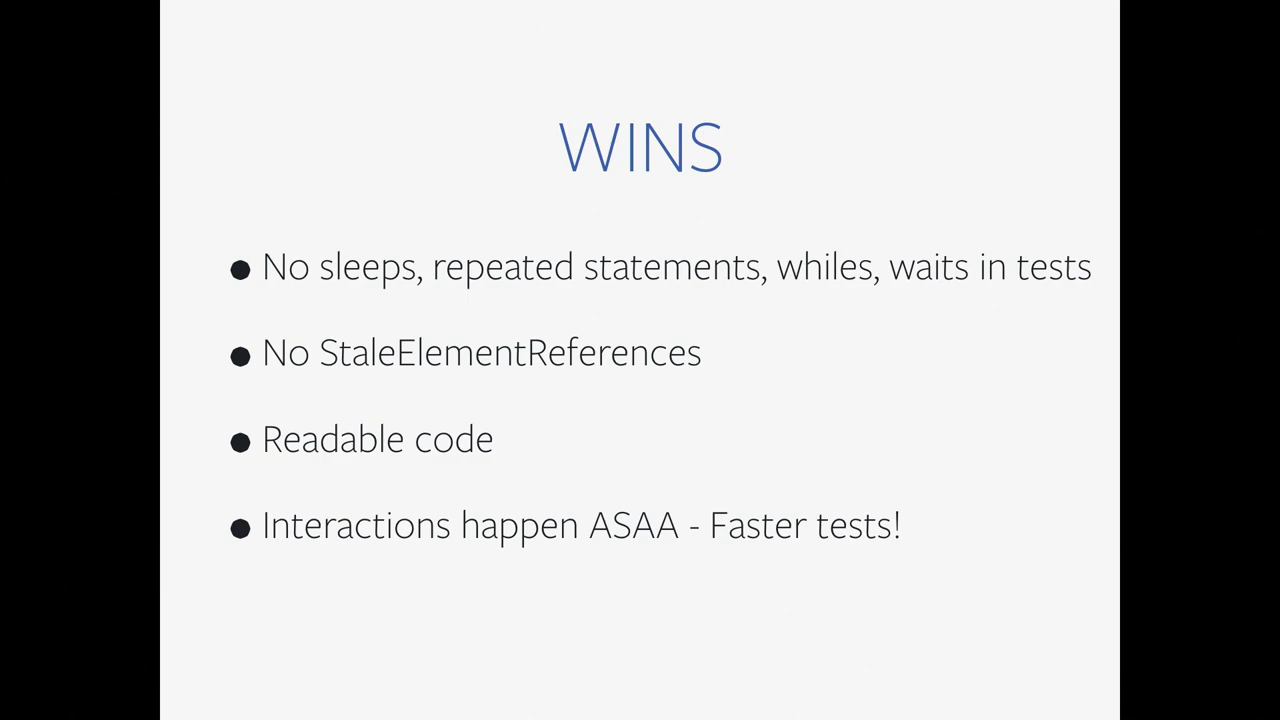 WINS
● No sleeps, repeated statements, whiles, waits in tests
● No StaleElementReferences
● Readable code
● Interactions happen ASAA - Faster tests!